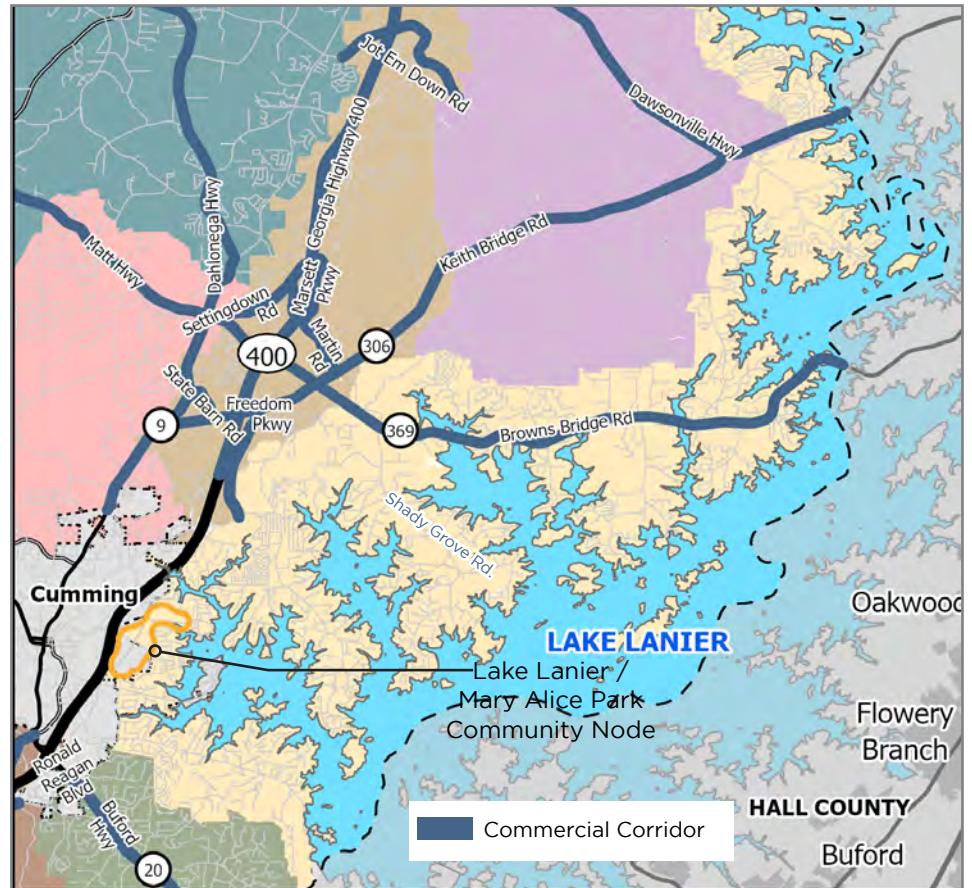 Jot Em Down Rd
Georgia Highway 400
Dawsonville Hwy
Dahlonega Hwy
Matt Hwy
Keith Bridge Rd
Settingdown
Rd
Marsett
Pkwy
Martin
Rd
400
306
State Barn Rd
Freedom
Pkwy
9
369
Browns Bridge Rd
Shady Grove Rd.
Cumming
Oakwood
LAKE LANIER
Lake Lanier /
Mary Alice Park
Community Node
Flowery
Branch
Ronald
Reagan
Blvd
Buford
Hwy
20
Commercial Corridor
HALL COUNTY
Buford